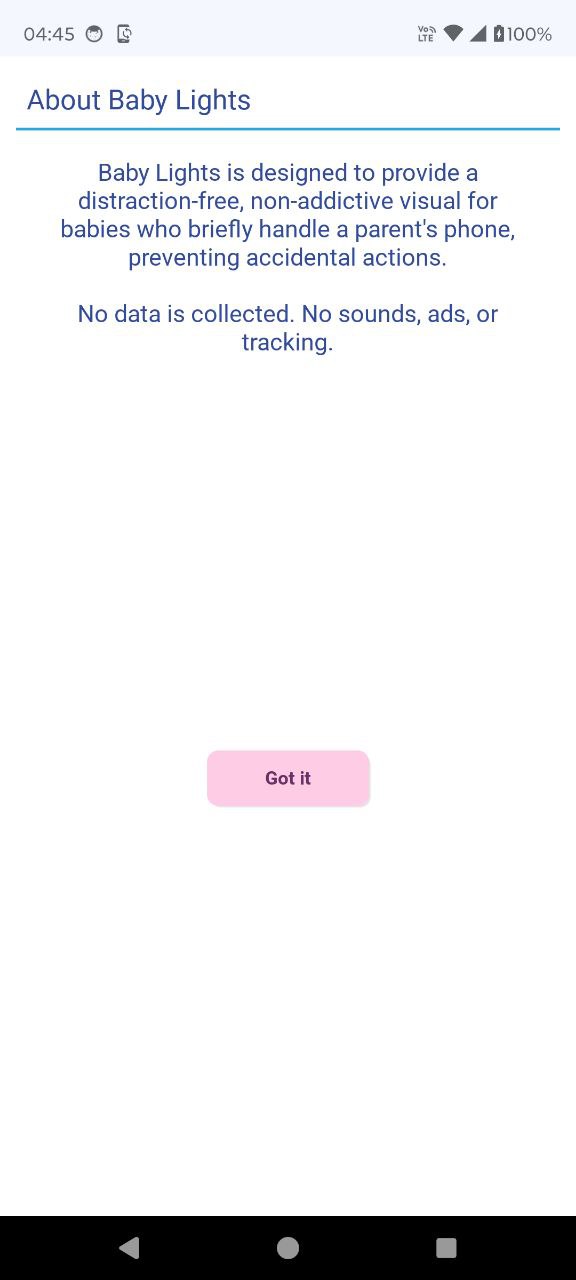 04:45
Vo LTE
100%
About Baby Lights
Baby Lights is designed to provide a
distraction-free, non-addictive visual for
babies who briefly handle a parent's phone,
preventing accidental actions.
No data is collected. No sounds, ads, or
tracking.
Got it